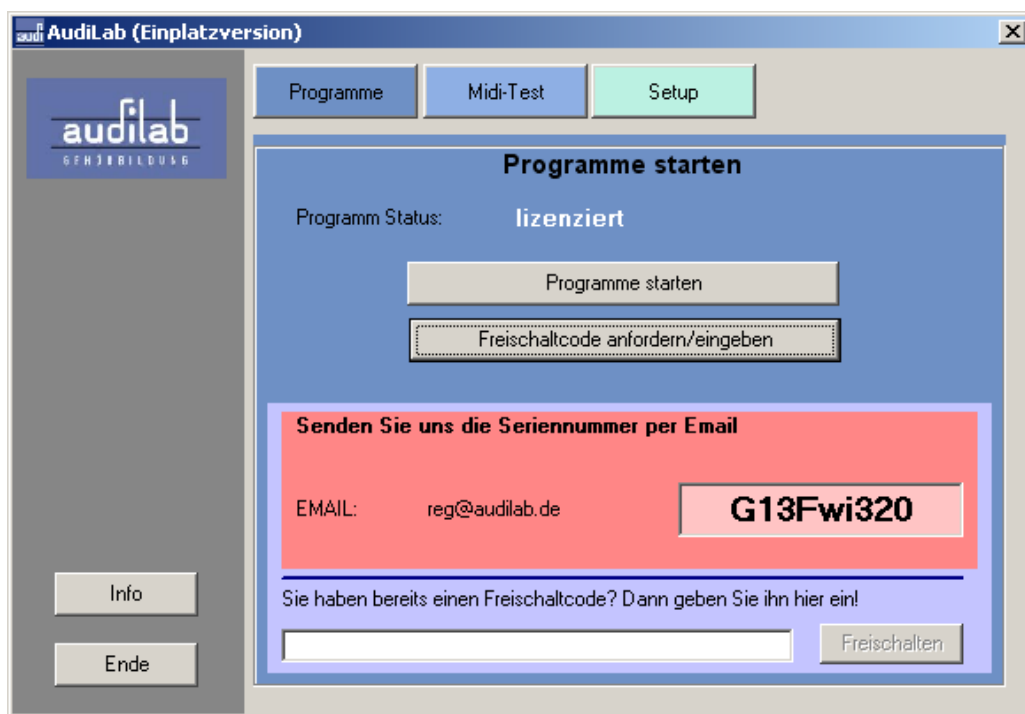 audi AudiLab (Einplatzversion)
audilab
GEHÖRBILDUNG
Programme
Midi-Test
Setup
Programme starten
Programm Status: lizenziert
Programme starten
Freischaltcode anfordern/eingeben
Senden Sie uns die Seriennummer per Email
EMAIL: reg@audilab.de G13Fwi320
Sie haben bereits einen Freischaltcode? Dann geben Sie ihn hier ein!
Freischalten
Info
Ende